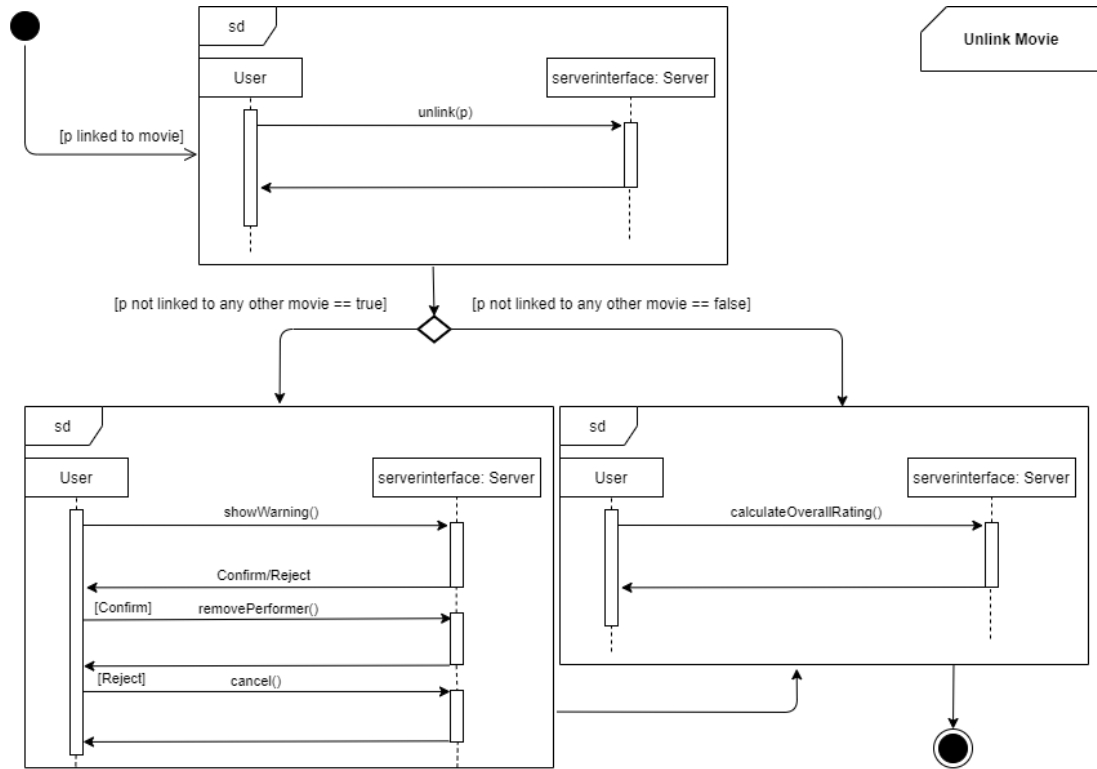 sd
Unlink Movie
User
serverinterface: Server
unlink(p)
[p linked to movie]
[p not linked to any other movie == true]
[p not linked to any other movie == false]
sd
User
serverinterface: Server
showWarning()
Confirm/Reject
[Confirm]
removePerformer()
[Reject]
cancel()
sd
User
serverinterface: Server
calculateOverallRating()